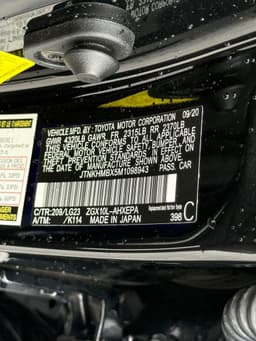 VEHICLE MFD BY: TOYOTA MOTOR CORPORATION 09/20
GVWR 4320LB GAWR FR 2315LB RR 2370LB
THIS VEHICLE CONFORMS TO ALL APPLICABLE
FEDERAL MOTOR VEHICLE SAFETY, BUMPER, AND
THEFT PREVENTION STANDARDS IN EFFECT ON
THE DATE OF MANUFACTURE SHOWN ABOVE.
JTNKHMBX5M1098943 PASS. CAR
C/TR:209/LG23 ZGX10L-AHXEPA
A/TM: /K114 MADE IN JAPAN 398 C